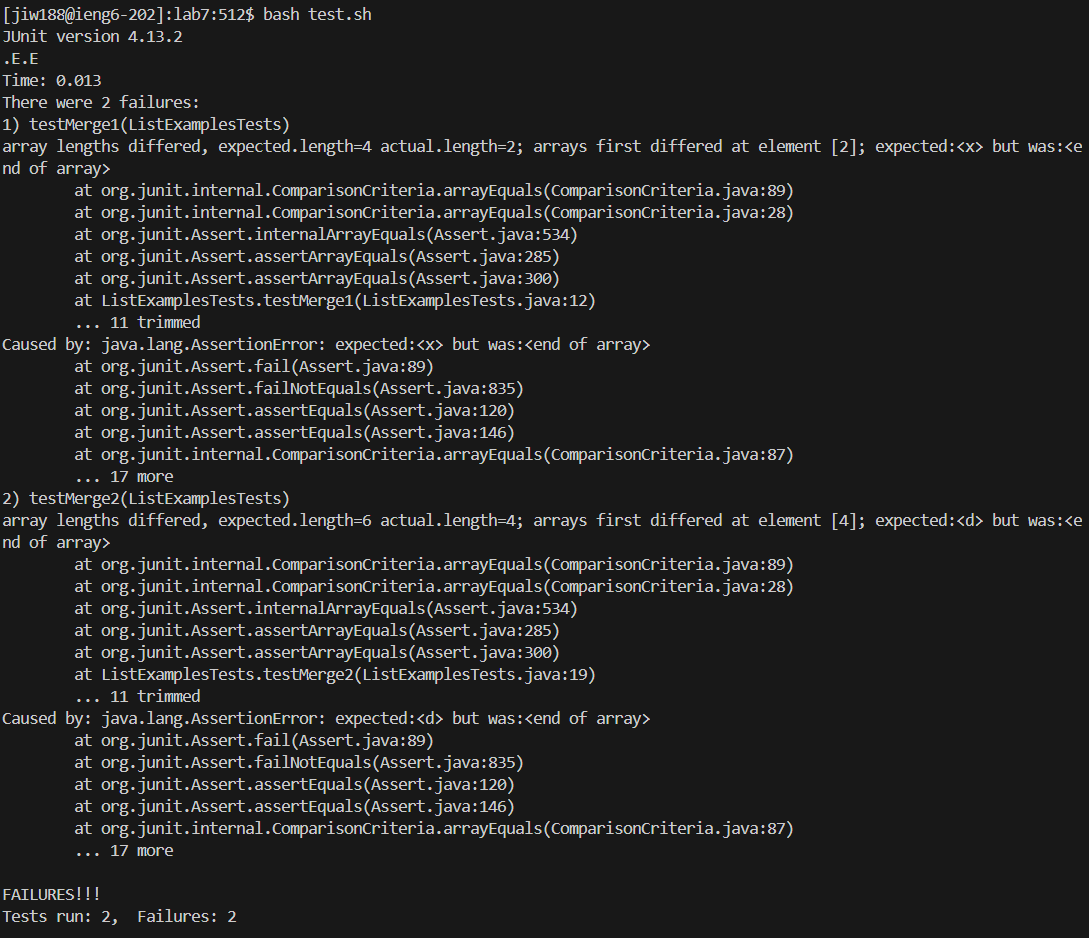 [jiw188@ieng6-202]:lab7:512$ bash test.sh
JUnit version 4.13.2
.E.E
Time: 0.013
There were 2 failures:
1) testMerge1(ListExamplesTests)
array lengths differed, expected.length=4 actual.length=2; arrays first differed at element [2]; expected:<x> but was:<e
nd of array>
        at org.junit.internal.ComparisonCriteria.arrayEquals(ComparisonCriteria.java:89)
        at org.junit.internal.ComparisonCriteria.arrayEquals(ComparisonCriteria.java:28)
        at org.junit.Assert.internalArrayEquals(Assert.java:534)
        at org.junit.Assert.assertArrayEquals(Assert.java:285)
        at org.junit.Assert.assertArrayEquals(Assert.java:300)
        at ListExamplesTests.testMerge1(ListExamplesTests.java:12)
        ... 11 trimmed
Caused by: java.lang.AssertionError: expected:<x> but was:<end of array>
        at org.junit.Assert.fail(Assert.java:89)
        at org.junit.Assert.failNotEquals(Assert.java:835)
        at org.junit.Assert.assertEquals(Assert.java:120)
        at org.junit.Assert.assertEquals(Assert.java:146)
        at org.junit.internal.ComparisonCriteria.arrayEquals(ComparisonCriteria.java:87)
        ... 17 more
2) testMerge2(ListExamplesTests)
array lengths differed, expected.length=6 actual.length=4; arrays first differed at element [4]; expected:<d> but was:<e
nd of array>
        at org.junit.internal.ComparisonCriteria.arrayEquals(ComparisonCriteria.java:89)
        at org.junit.internal.ComparisonCriteria.arrayEquals(ComparisonCriteria.java:28)
        at org.junit.Assert.internalArrayEquals(Assert.java:534)
        at org.junit.Assert.assertArrayEquals(Assert.java:285)
        at org.junit.Assert.assertArrayEquals(Assert.java:300)
        at ListExamplesTests.testMerge2(ListExamplesTests.java:19)
        ... 11 trimmed
Caused by: java.lang.AssertionError: expected:<d> but was:<end of array>
        at org.junit.Assert.fail(Assert.java:89)
        at org.junit.Assert.failNotEquals(Assert.java:835)
        at org.junit.Assert.assertEquals(Assert.java:120)
        at org.junit.Assert.assertEquals(Assert.java:146)
        at org.junit.internal.ComparisonCriteria.arrayEquals(ComparisonCriteria.java:87)
        ... 17 more

FAILURES!!!
Tests run: 2,  Failures: 2